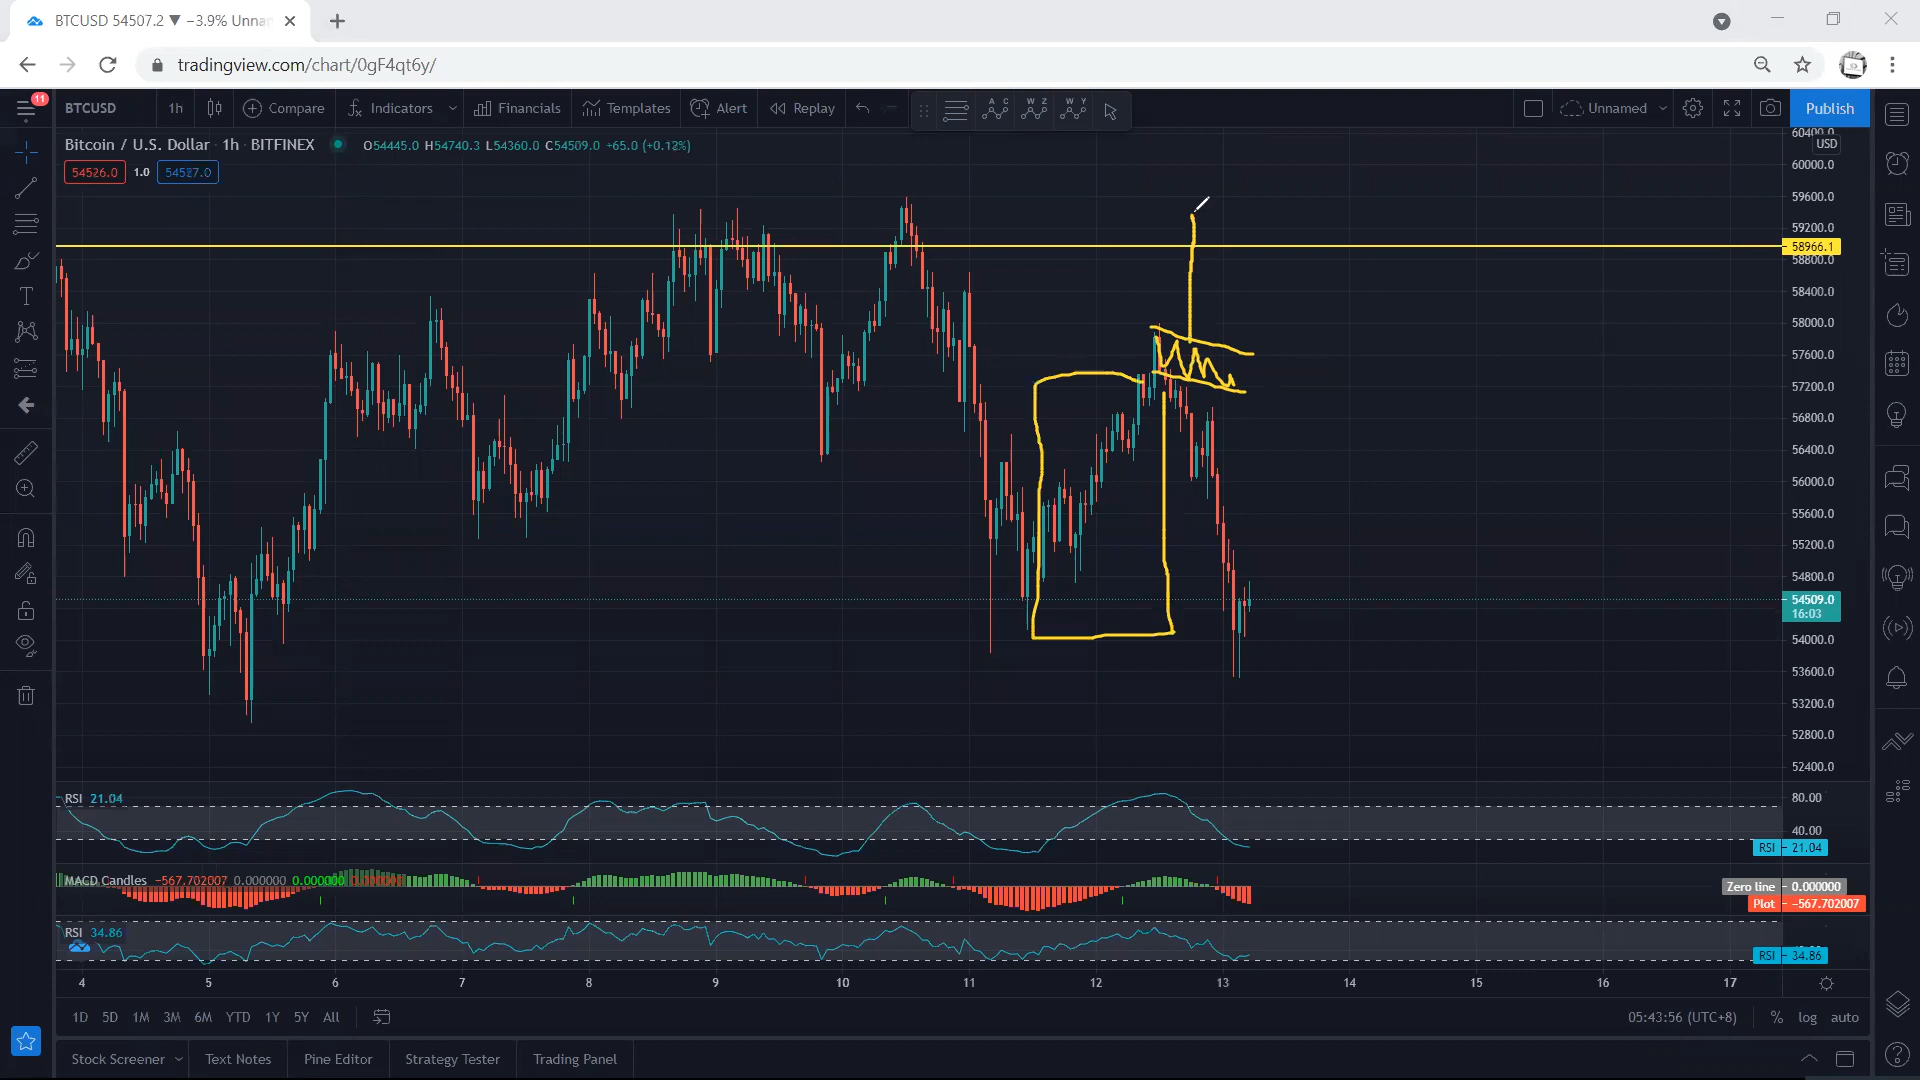 BTCUSD 54507.2 ▼ −3.9% Unna
tradingview.com/chart/0gF4qt6y/
11
BTCUSD 1h Compare Indicators Financials Templates Alert Replay Unnamed Publish
A C W Z W Y
Bitcoin / U.S. Dollar · 1h · BITFINEX O54445.0 H54740.3 L54360.0 C54509.0 +65.0 (+0.12%)
54526.0 1.0 54527.0
60400.0
USD
60000.0
59600.0
59200.0
58966.1
58800.0
58400.0
58000.0
57600.0
57200.0
56800.0
56400.0
56000.0
55600.0
55200.0
54800.0
54509.0
16:03
54000.0
53600.0
53200.0
52800.0
52400.0
RSI 21.04
80.00
40.00
RSI 21.04
MACD Candles −567.702007 0.000000 0.000000
Zero line 0.000000
Plot −567.702007
RSI 34.86
RSI 34.86
4 5 6 7 8 9 10 11 12 13 14 15 16 17
1D 5D 1M 3M 6M YTD 1Y 5Y All 05:43:56 (UTC+8) % log auto
Stock Screener Text Notes Pine Editor Strategy Tester Trading Panel